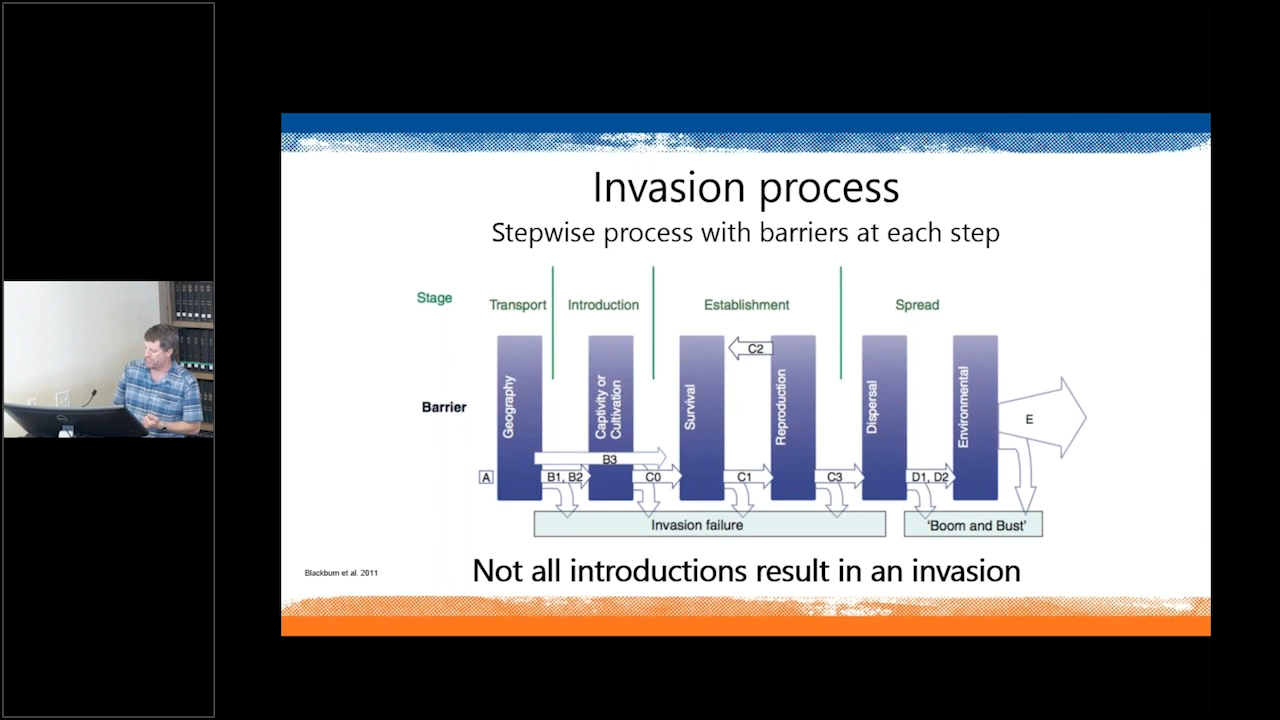 Invasion process
Stepwise process with barriers at each step
Stage
Transport
Introduction
Establishment
Spread
Barrier
Geography
Captivity or
Cultivation
Survival
Reproduction
Dispersal
Environmental
C2
E
B3
A
B1, B2
C0
C1
C3
D1, D2
Invasion failure
'Boom and Bust'
Blackburn et al. 2011
Not all introductions result in an invasion